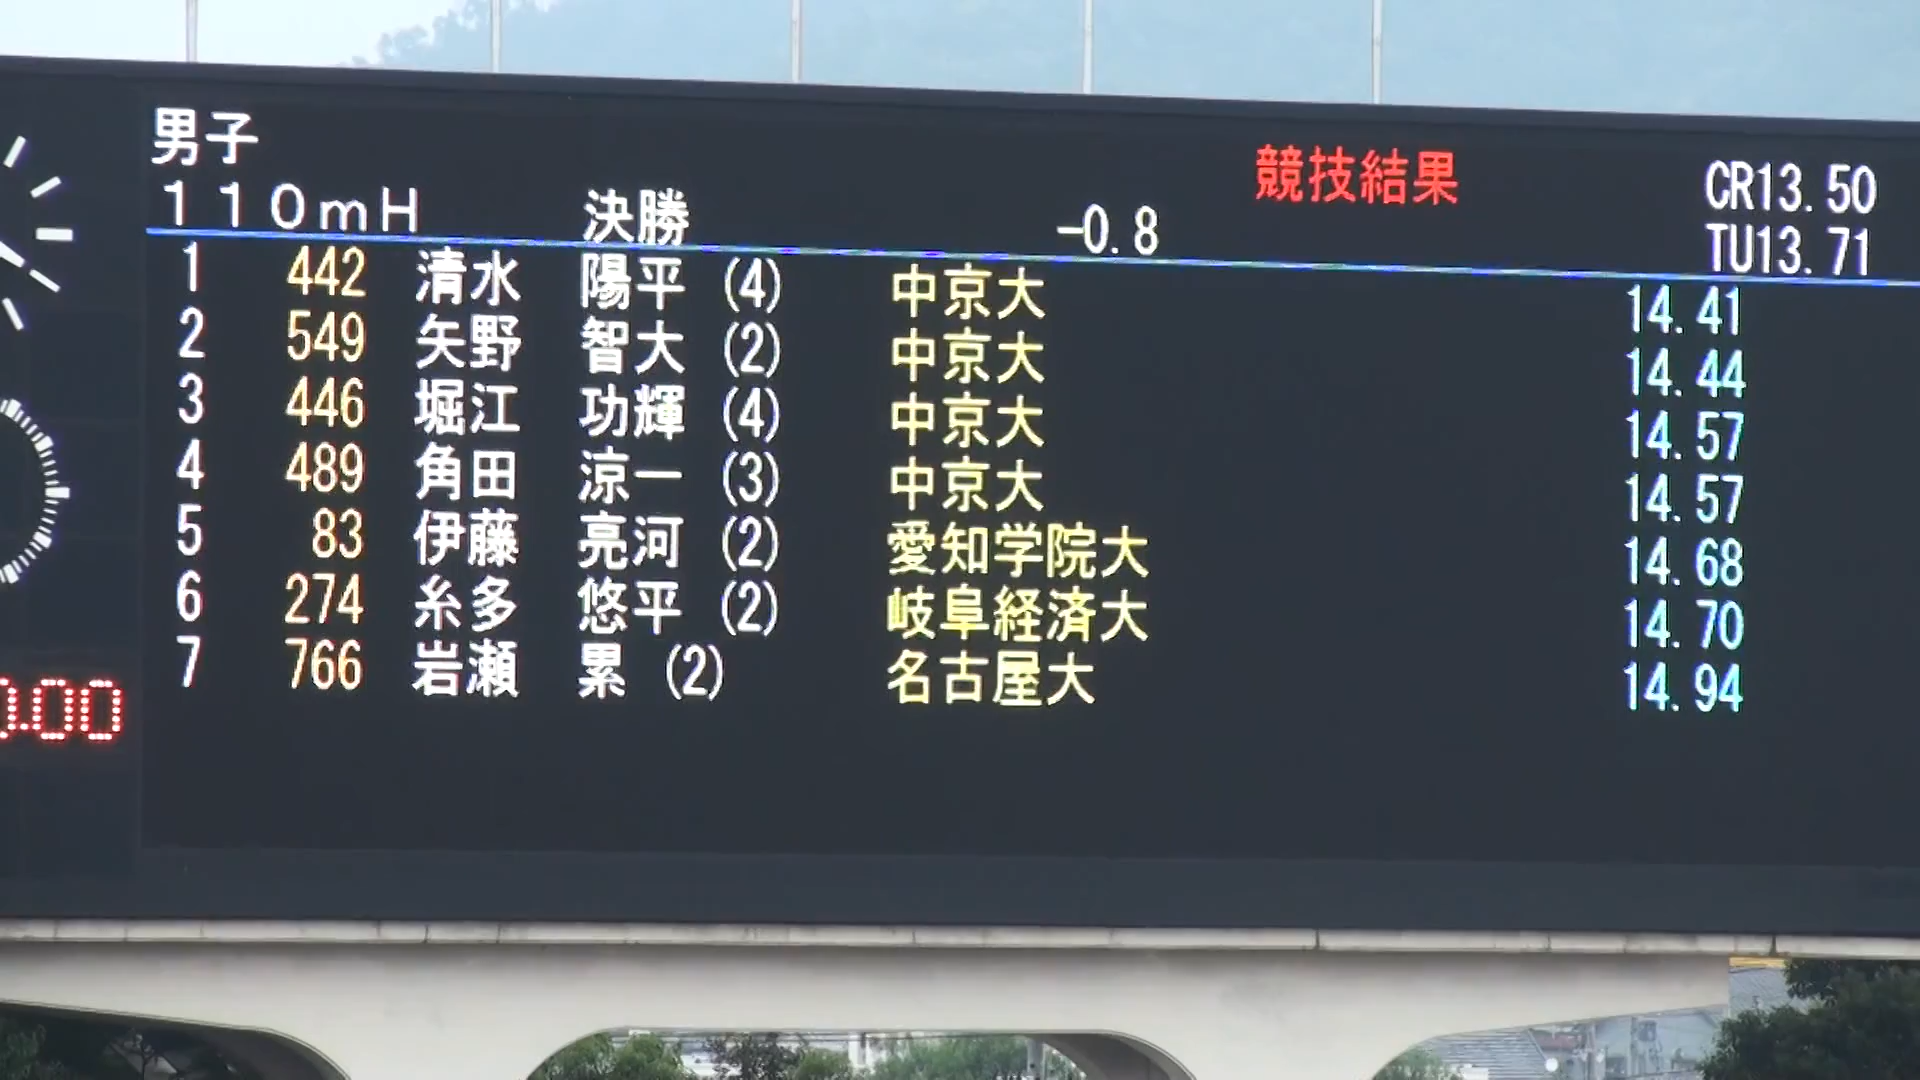 男子
競技結果 CR13.50
110mH 決勝 -0.8 TU13.71
1 442 清水 陽平 (4) 中京大 14.41
2 549 矢野 智大 (2) 中京大 14.44
3 446 堀江 功輝 (4) 中京大 14.57
4 489 角田 涼一 (3) 中京大 14.57
5 83 伊藤 亮河 (2) 愛知学院大 14.68
6 274 糸多 悠平 (2) 岐阜経済大 14.70
7 766 岩瀬 累 (2) 名古屋大 14.94
0.00